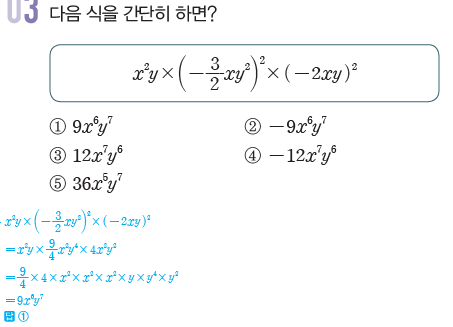 03 다음 식을 간단히 하면?
x²y×(−3/2xy²)²×(−2xy)²
① 9x⁶y⁷ ② −9x⁶y⁷
③ 12x⁷y⁶ ④ −12x⁷y⁶
⑤ 36x⁵y⁷
x²y×(−3/2xy²)²×(−2xy)²
=x²y×9/4x²y⁴×4x²y²
=9/4×4×x²×x²×x²×y×y⁴×y²
=9x⁶y⁷
답 ①